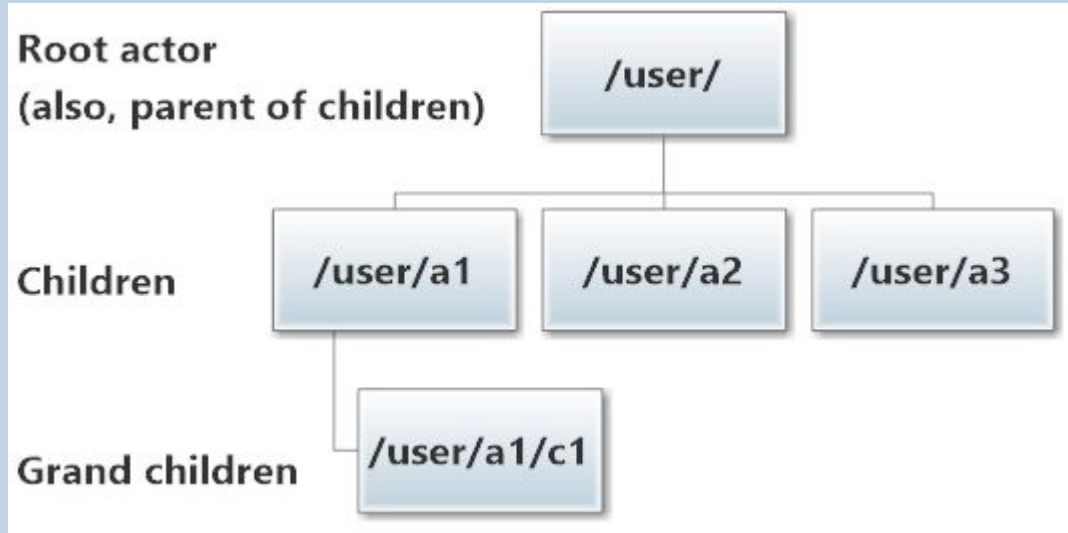 Root actor
(also, parent of children)
/user/
Children
/user/a1
/user/a2
/user/a3
Grand children
/user/a1/c1